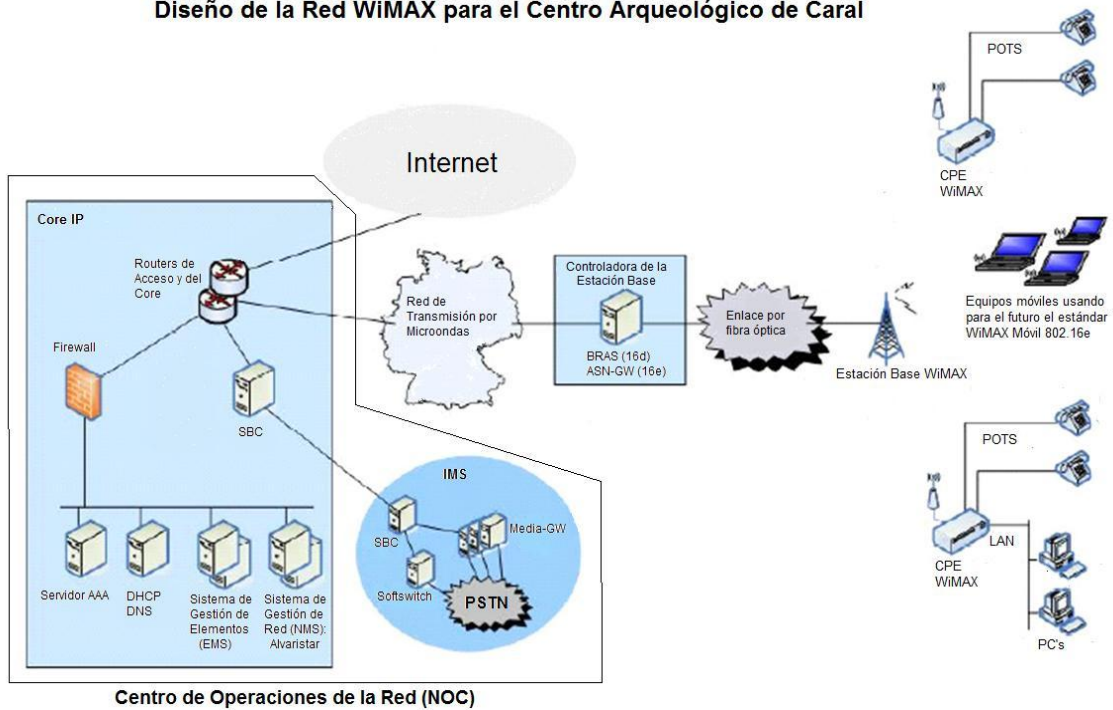 Diseño de la Red WiMAX para el Centro Arqueológico de Caral
POTS
CPE
WiMAX
Internet
Core IP
Routers de
Acceso y del
Core
Firewall
SBC
Red de
Transmisión por
Microondas
Controladora de la
Estación Base
BRAS (16d)
ASN-GW (16e)
Enlace por
fibra óptica
Estación Base WiMAX
Equipos móviles usando
para el futuro el estándar
WiMAX Móvil 802.16e
IMS
SBC
Media-GW
Softswitch
PSTN
Servidor AAA
DHCP
DNS
Sistema de
Gestión de
Elementos
(EMS)
Sistema de
Gestión de
Red (NMS):
Alvaristar
POTS
LAN
CPE
WiMAX
PC's
Centro de Operaciones de la Red (NOC)